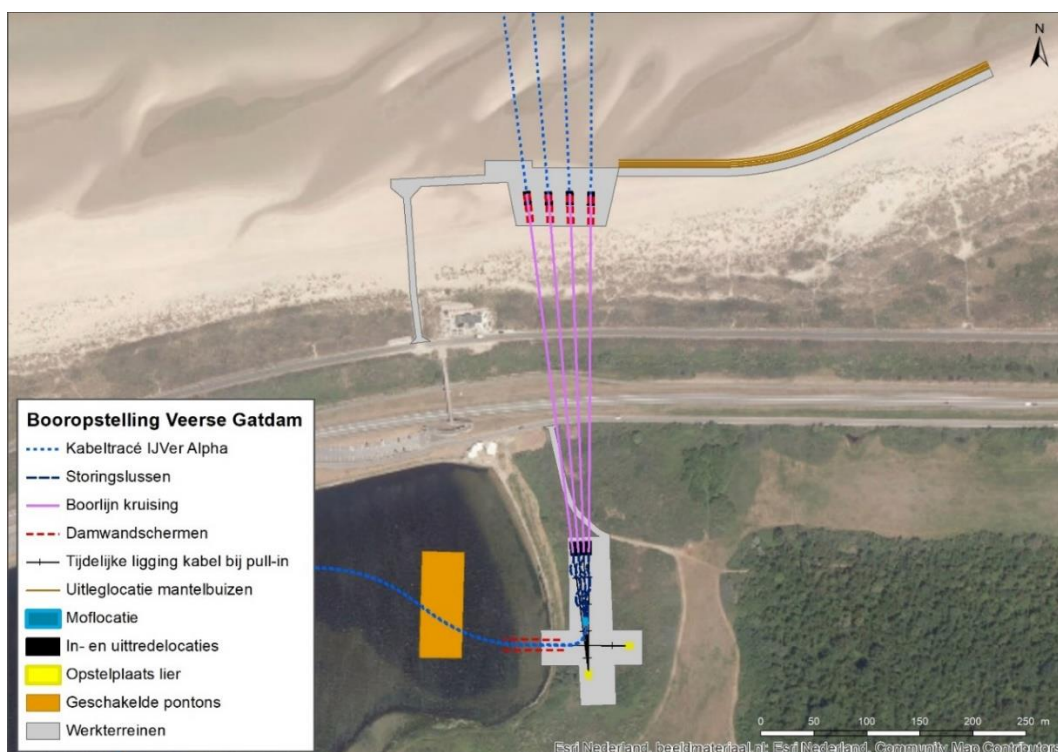 N
Booropstelling Veerse Gatdam
Kabeltracé IJVer Alpha
Storingslussen
Boorlijn kruising
Damwandschermen
Tijdelijke ligging kabel bij pull-in
Uitleglocatie mantelbuizen
Moflocatie
In- en uittredelocaties
Opstelplaats lier
Geschakelde pontons
Werkterreinen
0 50 100 150 200 250 m
Esri Nederland, beeldmateriaal.nl; Esri Nederland, Community Map